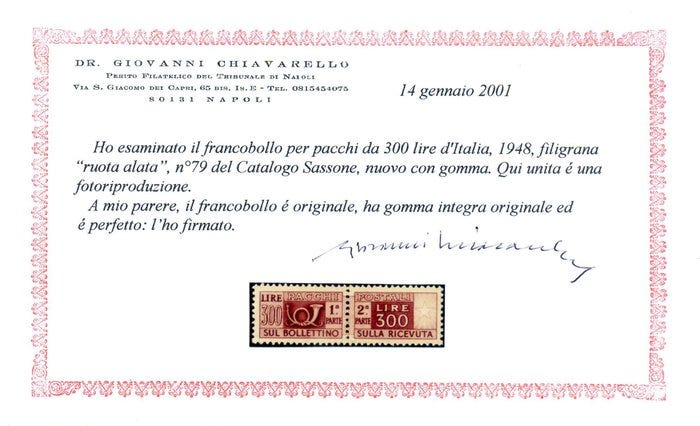 DR. GIOVANNI CHIAVARELLO
PERITO FILATELICO DEL TRIBUNALE DI NAPOLI
VIA S. GIACOMO DEI CAPRI, 65 BIS, IS. E - TEL. 0815454075
80131 NAPOLI
14 gennaio 2001
Ho esaminato il francobollo per pacchi da 300 lire d'Italia, 1948, filigrana
“ruota alata”, n°79 del Catalogo Sassone, nuovo con gomma. Qui unita é una
fotoriproduzione.
A mio parere, il francobollo é originale, ha gomma integra originale ed
é perfetto: l'ho firmato.
Giovanni Chiavarello
LIRE PACCHI POSTALI LIRE
300 1ª PARTE 2ª PARTE 300
SUL BOLLETTINO SULLA RICEVUTA